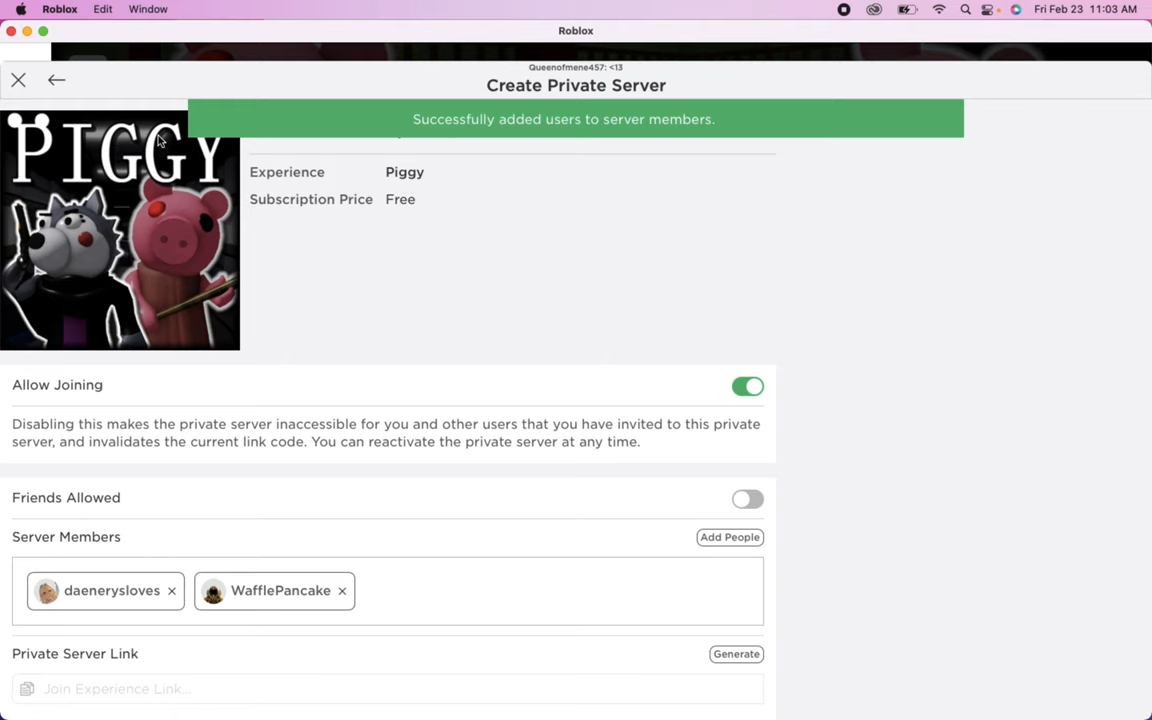 Roblox Edit Window Fri Feb 23 11:03 AM
Roblox
Queenofmene457: <13
Create Private Server
Successfully added users to server members.
PIGGY
Experience Piggy
Subscription Price Free
Allow Joining
Disabling this makes the private server inaccessible for you and other users that you have invited to this private
server, and invalidates the current link code. You can reactivate the private server at any time.
Friends Allowed
Server Members Add People
daenerysloves × WafflePancake ×
Private Server Link Generate
Join Experience Link...